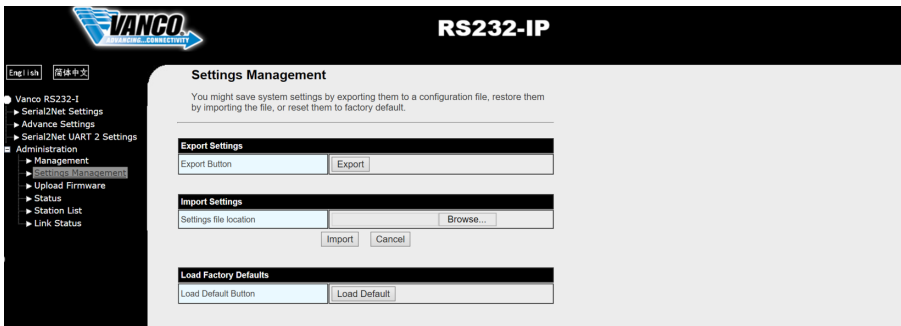 VANCO.
ADVANCING...CONNECTIVITY
RS232-IP
English 简体中文
Vanco RS232-I
Serial2Net Settings
Advance Settings
Serial2Net UART 2 Settings
Administration
Management
Settings Management
Upload Firmware
Status
Station List
Link Status
Settings Management
You might save system settings by exporting them to a configuration file, restore them
by importing the file, or reset them to factory default.
Export Settings
Export Button Export
Import Settings
Settings file location Browse...
Import Cancel
Load Factory Defaults
Load Default Button Load Default